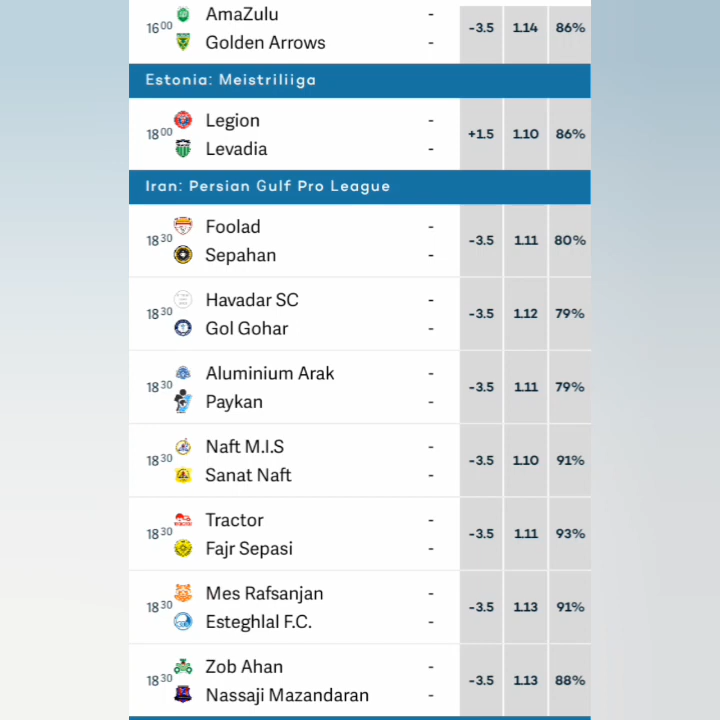 AmaZulu -
16 00 -3.5 1.14 86%
Golden Arrows -
Estonia: Meistriliiga
Legion -
18 00 +1.5 1.10 86%
Levadia -
Iran: Persian Gulf Pro League
Foolad -
18 30 -3.5 1.11 80%
Sepahan -
Havadar SC -
18 30 -3.5 1.12 79%
Gol Gohar -
Aluminium Arak -
18 30 -3.5 1.11 79%
Paykan -
Naft M.I.S -
18 30 -3.5 1.10 91%
Sanat Naft -
Tractor -
18 30 -3.5 1.11 93%
Fajr Sepasi -
Mes Rafsanjan -
18 30 -3.5 1.13 91%
Esteghlal F.C. -
Zob Ahan -
18 30 -3.5 1.13 88%
Nassaji Mazandaran -